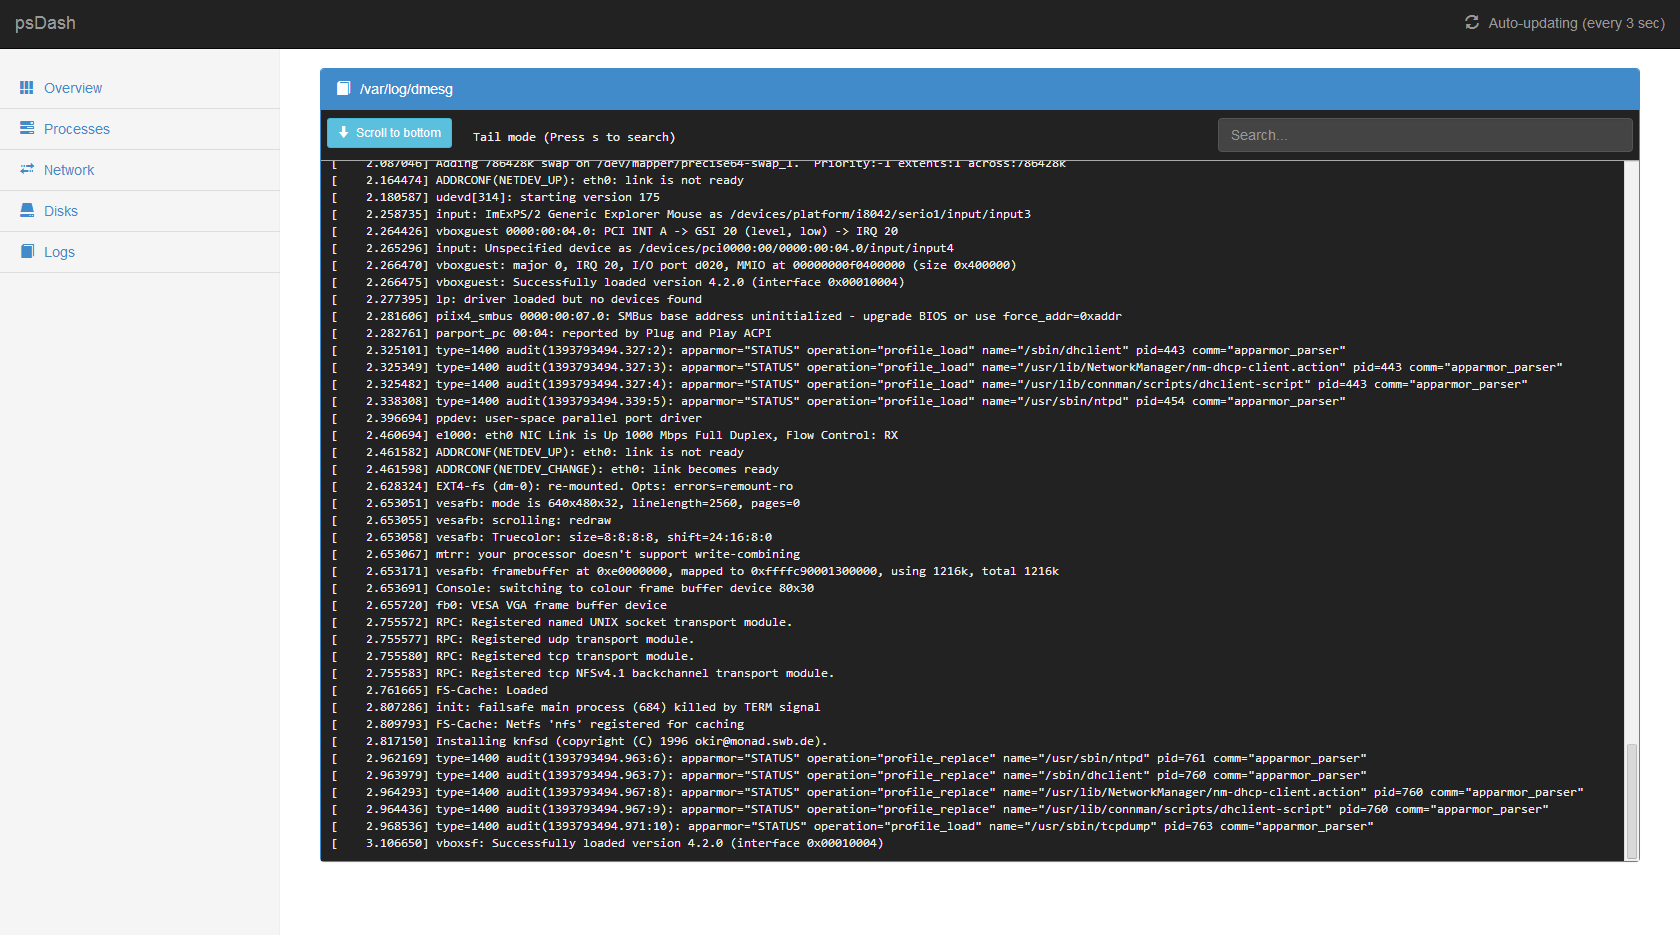 psDash
Auto-updating (every 3 sec)
Overview
Processes
Network
Disks
Logs
/var/log/dmesg
Scroll to bottom
Tail mode (Press s to search)
Search...
[    2.087046] Adding 786428k swap on /dev/mapper/precise64-swap_1.  Priority:-1 extents:1 across:786428k
[    2.164474] ADDRCONF(NETDEV_UP): eth0: link is not ready
[    2.180587] udevd[314]: starting version 175
[    2.258735] input: ImExPS/2 Generic Explorer Mouse as /devices/platform/i8042/serio1/input/input3
[    2.264426] vboxguest 0000:00:04.0: PCI INT A -> GSI 20 (level, low) -> IRQ 20
[    2.265296] input: Unspecified device as /devices/pci0000:00/0000:00:04.0/input/input4
[    2.266470] vboxguest: major 0, IRQ 20, I/O port d020, MMIO at 00000000f0400000 (size 0x400000)
[    2.266475] vboxguest: Successfully loaded version 4.2.0 (interface 0x00010004)
[    2.277395] lp: driver loaded but no devices found
[    2.281606] piix4_smbus 0000:00:07.0: SMBus base address uninitialized - upgrade BIOS or use force_addr=0xaddr
[    2.282761] parport_pc 00:04: reported by Plug and Play ACPI
[    2.325101] type=1400 audit(1393793494.327:2): apparmor="STATUS" operation="profile_load" name="/sbin/dhclient" pid=443 comm="apparmor_parser"
[    2.325349] type=1400 audit(1393793494.327:3): apparmor="STATUS" operation="profile_load" name="/usr/lib/NetworkManager/nm-dhcp-client.action" pid=443 comm="apparmor_parser"
[    2.325482] type=1400 audit(1393793494.327:4): apparmor="STATUS" operation="profile_load" name="/usr/lib/connman/scripts/dhclient-script" pid=443 comm="apparmor_parser"
[    2.338308] type=1400 audit(1393793494.339:5): apparmor="STATUS" operation="profile_load" name="/usr/sbin/ntpd" pid=454 comm="apparmor_parser"
[    2.396694] ppdev: user-space parallel port driver
[    2.460694] e1000: eth0 NIC Link is Up 1000 Mbps Full Duplex, Flow Control: RX
[    2.461582] ADDRCONF(NETDEV_UP): eth0: link is not ready
[    2.461598] ADDRCONF(NETDEV_CHANGE): eth0: link becomes ready
[    2.628324] EXT4-fs (dm-0): re-mounted. Opts: errors=remount-ro
[    2.653051] vesafb: mode is 640x480x32, linelength=2560, pages=0
[    2.653055] vesafb: scrolling: redraw
[    2.653058] vesafb: Truecolor: size=8:8:8:8, shift=24:16:8:0
[    2.653067] mtrr: your processor doesn't support write-combining
[    2.653171] vesafb: framebuffer at 0xe0000000, mapped to 0xffffc90001300000, using 1216k, total 1216k
[    2.653691] Console: switching to colour frame buffer device 80x30
[    2.655720] fb0: VESA VGA frame buffer device
[    2.755572] RPC: Registered named UNIX socket transport module.
[    2.755577] RPC: Registered udp transport module.
[    2.755580] RPC: Registered tcp transport module.
[    2.755583] RPC: Registered tcp NFSv4.1 backchannel transport module.
[    2.761665] FS-Cache: Loaded
[    2.807286] init: failsafe main process (684) killed by TERM signal
[    2.809793] FS-Cache: Netfs 'nfs' registered for caching
[    2.817150] Installing knfsd (copyright (C) 1996 okir@monad.swb.de).
[    2.962169] type=1400 audit(1393793494.963:6): apparmor="STATUS" operation="profile_replace" name="/usr/sbin/ntpd" pid=761 comm="apparmor_parser"
[    2.963979] type=1400 audit(1393793494.963:7): apparmor="STATUS" operation="profile_replace" name="/sbin/dhclient" pid=760 comm="apparmor_parser"
[    2.964293] type=1400 audit(1393793494.967:8): apparmor="STATUS" operation="profile_replace" name="/usr/lib/NetworkManager/nm-dhcp-client.action" pid=760 comm="apparmor_parser"
[    2.964436] type=1400 audit(1393793494.967:9): apparmor="STATUS" operation="profile_replace" name="/usr/lib/connman/scripts/dhclient-script" pid=760 comm="apparmor_parser"
[    2.968536] type=1400 audit(1393793494.971:10): apparmor="STATUS" operation="profile_load" name="/usr/sbin/tcpdump" pid=763 comm="apparmor_parser"
[    3.106650] vboxsf: Successfully loaded version 4.2.0 (interface 0x00010004)